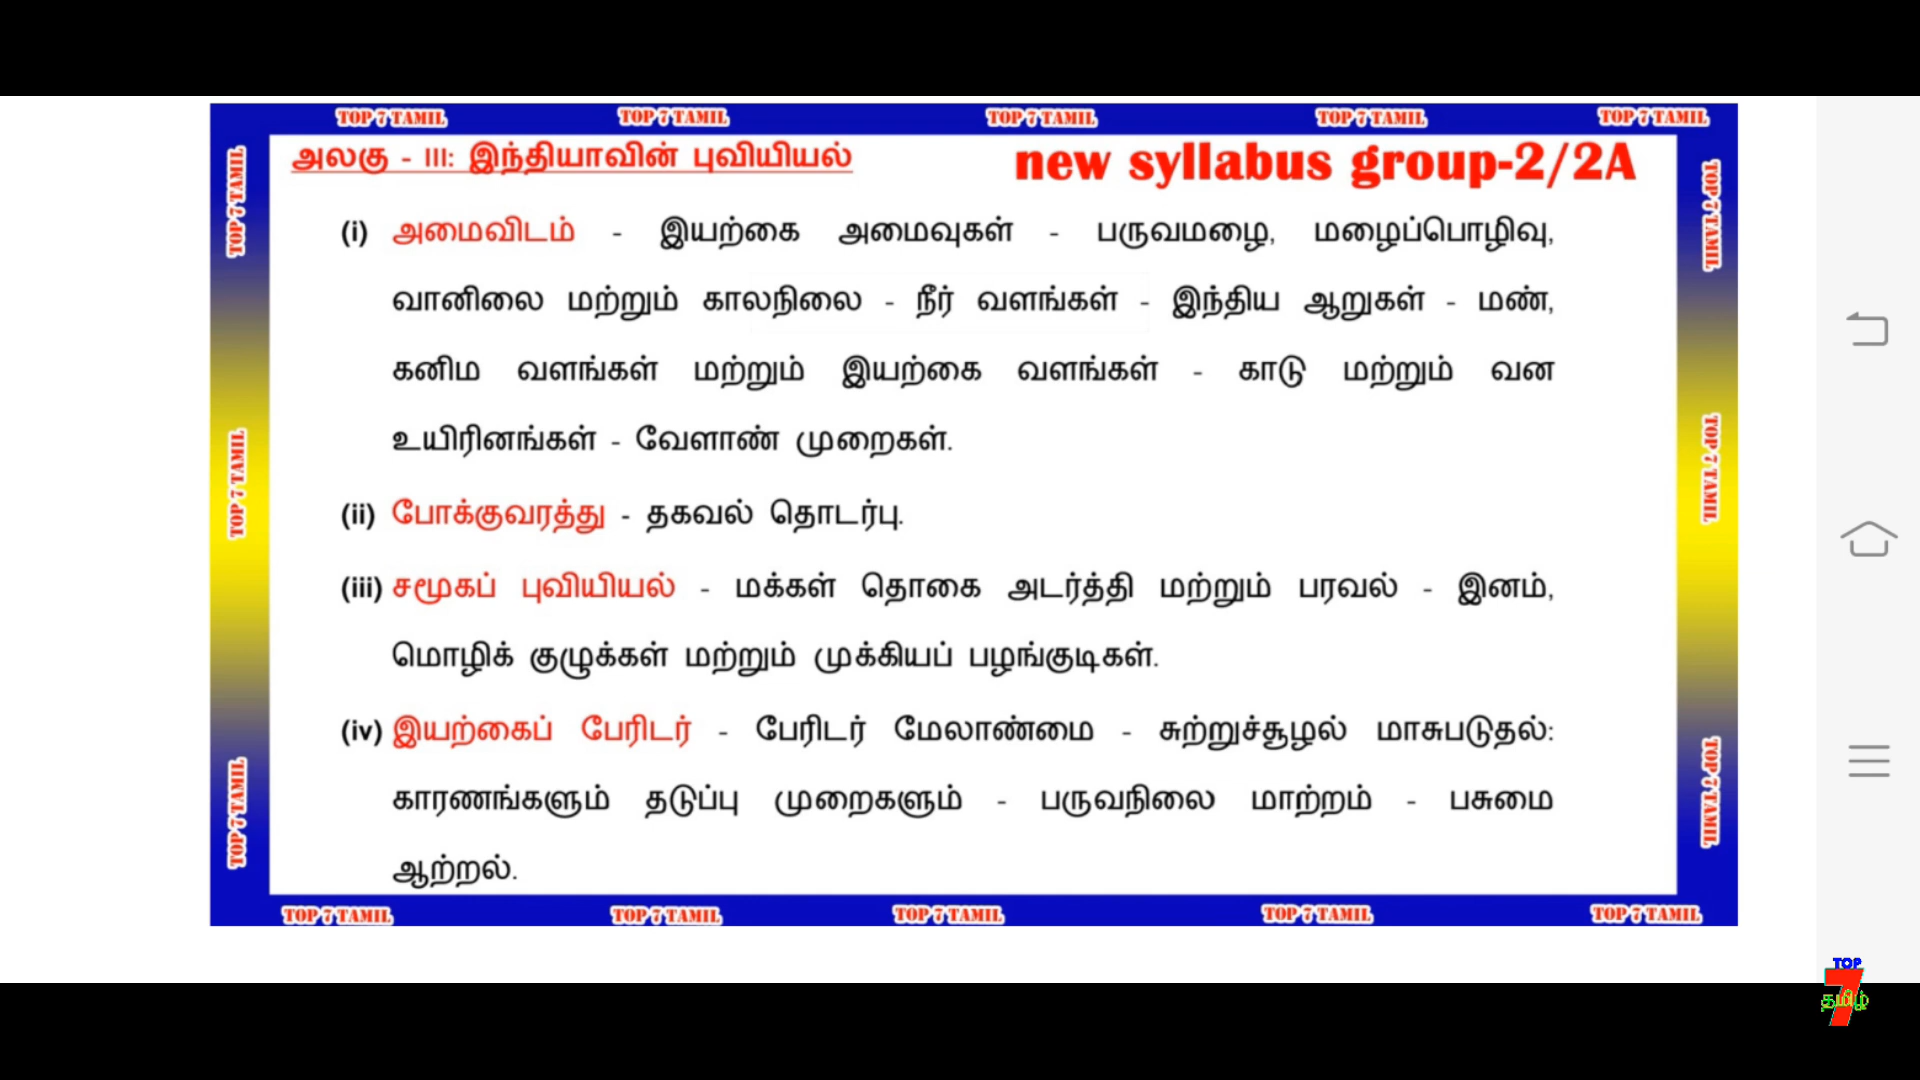 TOP 7 TAMIL TOP 7 TAMIL TOP 7 TAMIL TOP 7 TAMIL TOP 7 TAMIL
அலகு - III: இந்தியாவின் புவியியல்
new syllabus group-2/2A
(i) அமைவிடம் - இயற்கை அமைவுகள் - பருவமழை, மழைப்பொழிவு,
வானிலை மற்றும் காலநிலை - நீர் வளங்கள் - இந்திய ஆறுகள் - மண்,
கனிம வளங்கள் மற்றும் இயற்கை வளங்கள் - காடு மற்றும் வன
உயிரினங்கள் - வேளாண் முறைகள்.
(ii) போக்குவரத்து - தகவல் தொடர்பு.
(iii) சமூகப் புவியியல் - மக்கள் தொகை அடர்த்தி மற்றும் பரவல் - இனம்,
மொழிக் குழுக்கள் மற்றும் முக்கியப் பழங்குடிகள்.
(iv) இயற்கைப் பேரிடர் - பேரிடர் மேலாண்மை - சுற்றுச்சூழல் மாசுபடுதல்:
காரணங்களும் தடுப்பு முறைகளும் - பருவநிலை மாற்றம் - பசுமை
ஆற்றல்.
TOP 7 TAMIL
TOP 7 TAMIL
TOP 7 TAMIL
TOP 7 TAMIL
TOP 7 TAMIL
TOP 7 TAMIL
TOP 7 TAMIL TOP 7 TAMIL TOP 7 TAMIL TOP 7 TAMIL TOP 7 TAMIL
TOP
7
தமிழ்